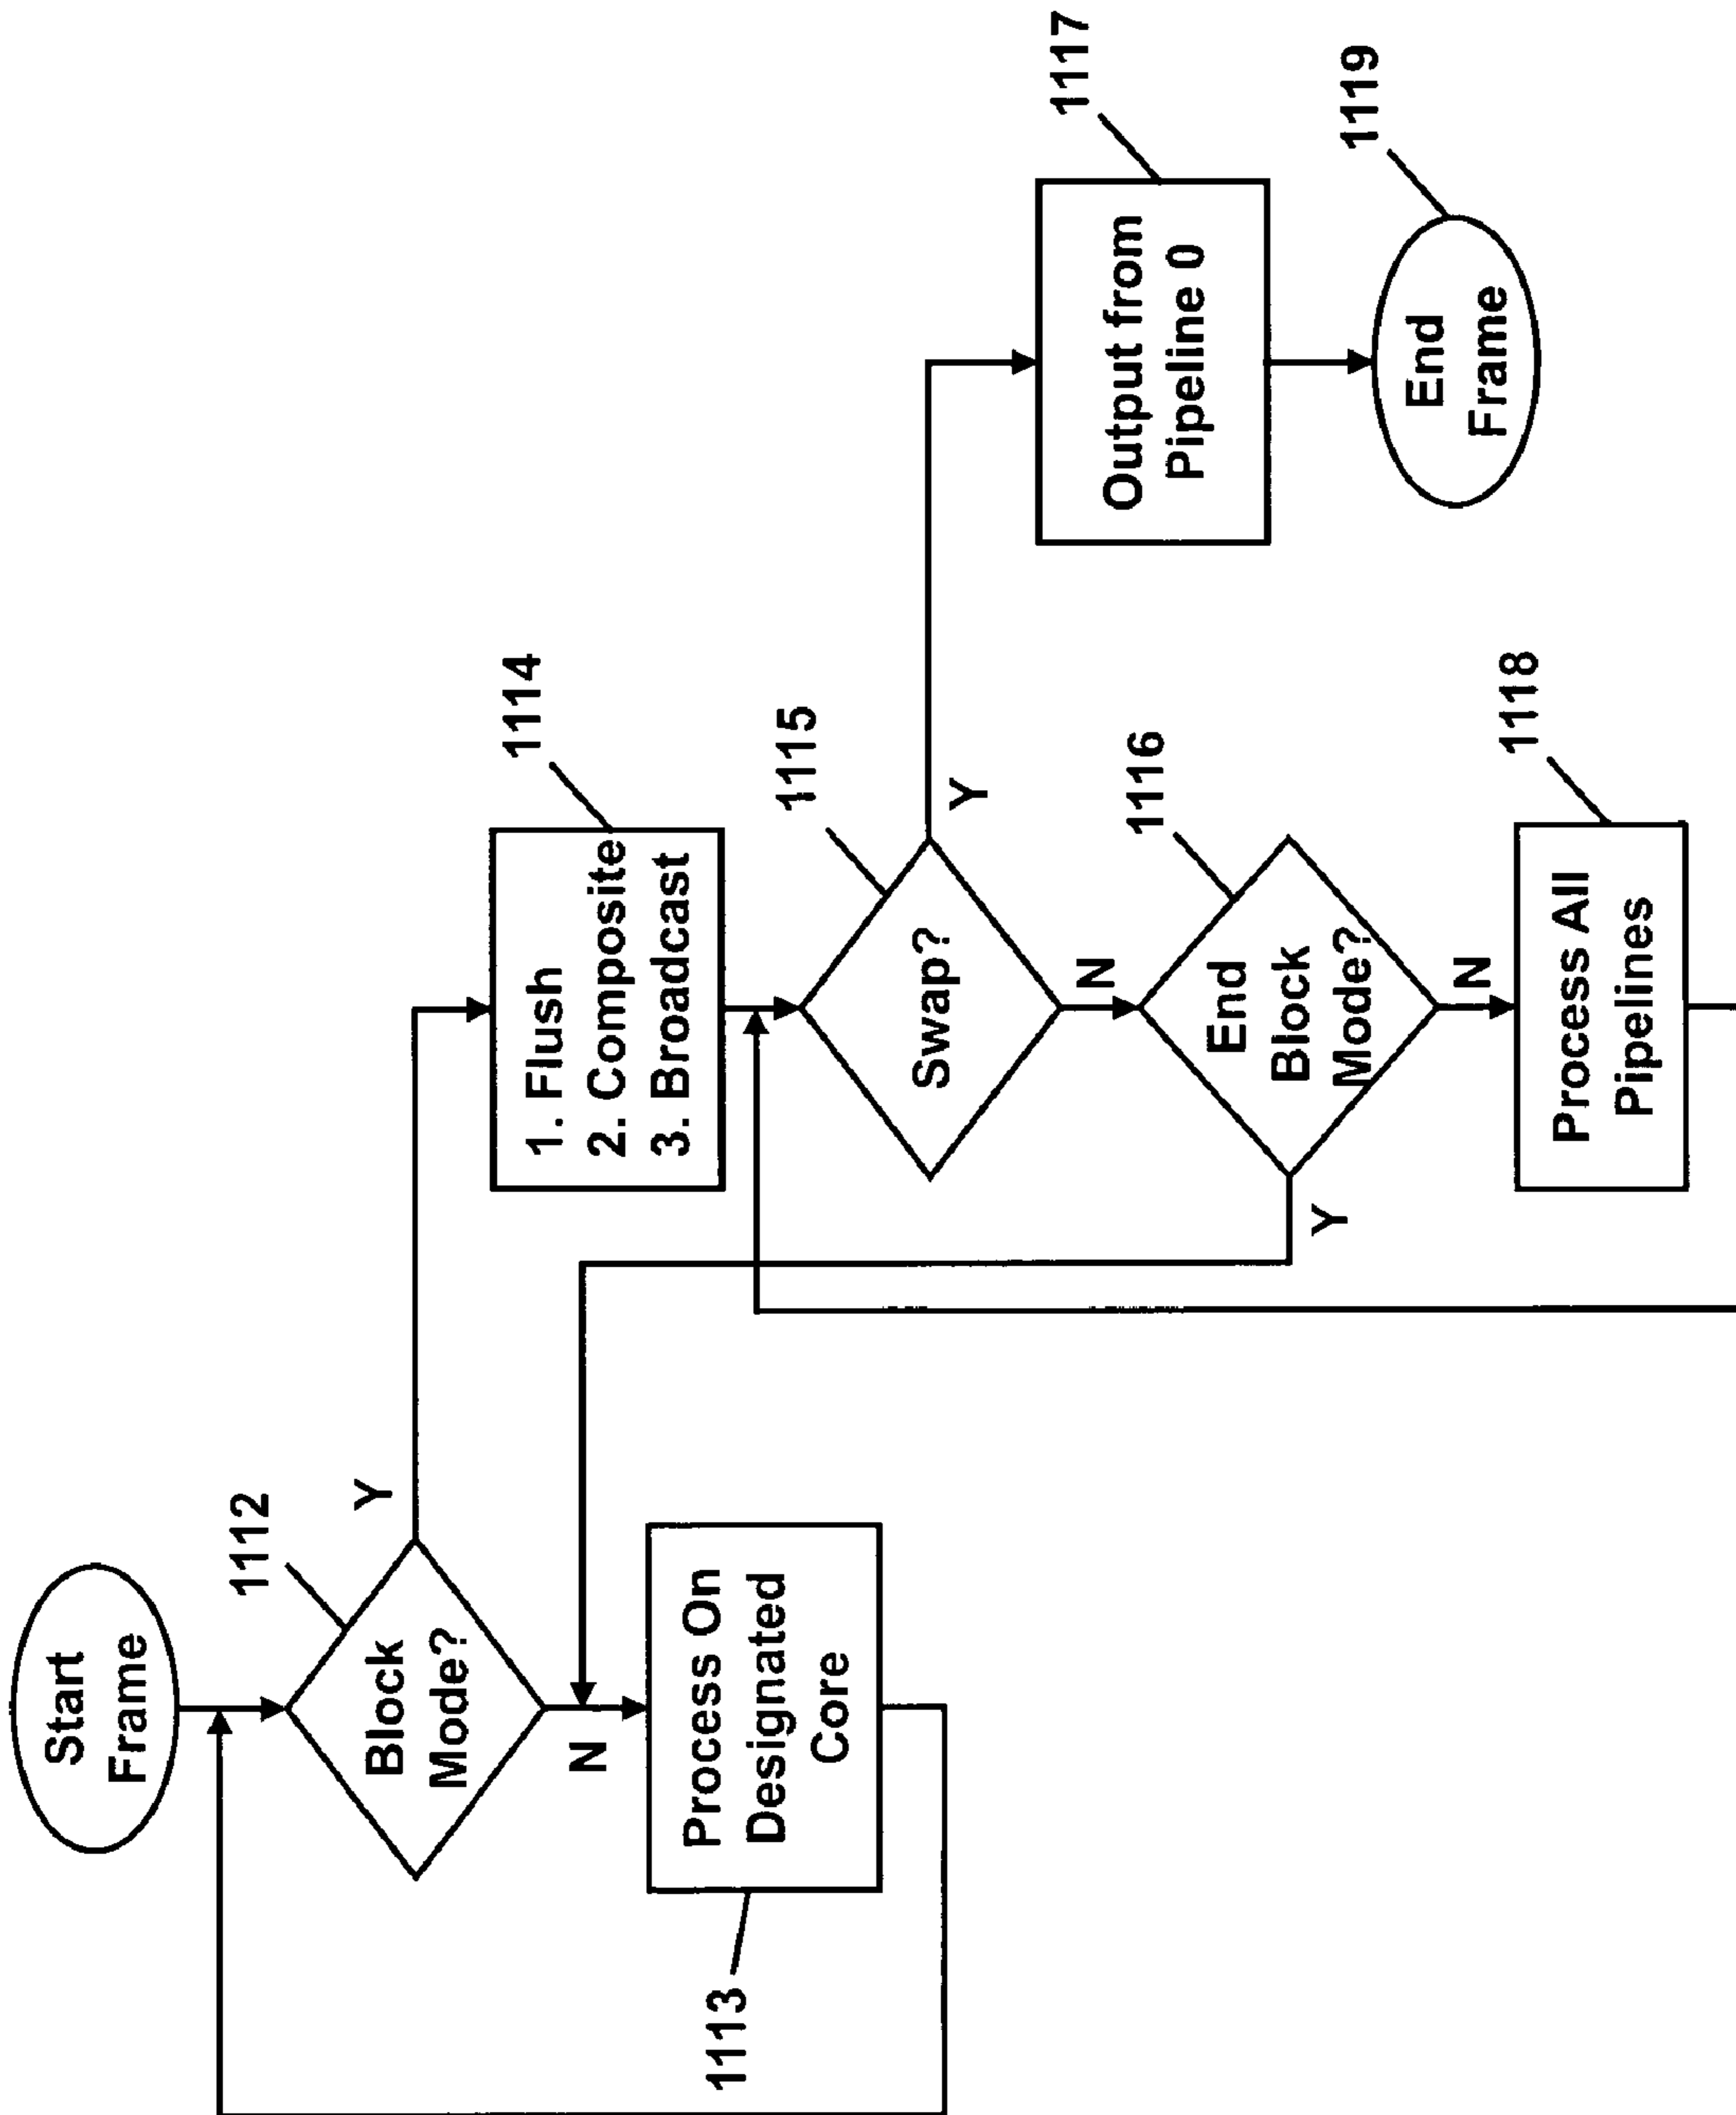 Start
Frame
1112
Block
Mode?
Y
N
Process On
Designated
Core
1113
1114
1. Flush
2. Composite
3. Broadcast
1115
Swap?
Y
N
1116
End
Block
Mode?
Y
N
1118
Process All
Pipelines
1117
Output from
Pipeline 0
1119
End
Frame